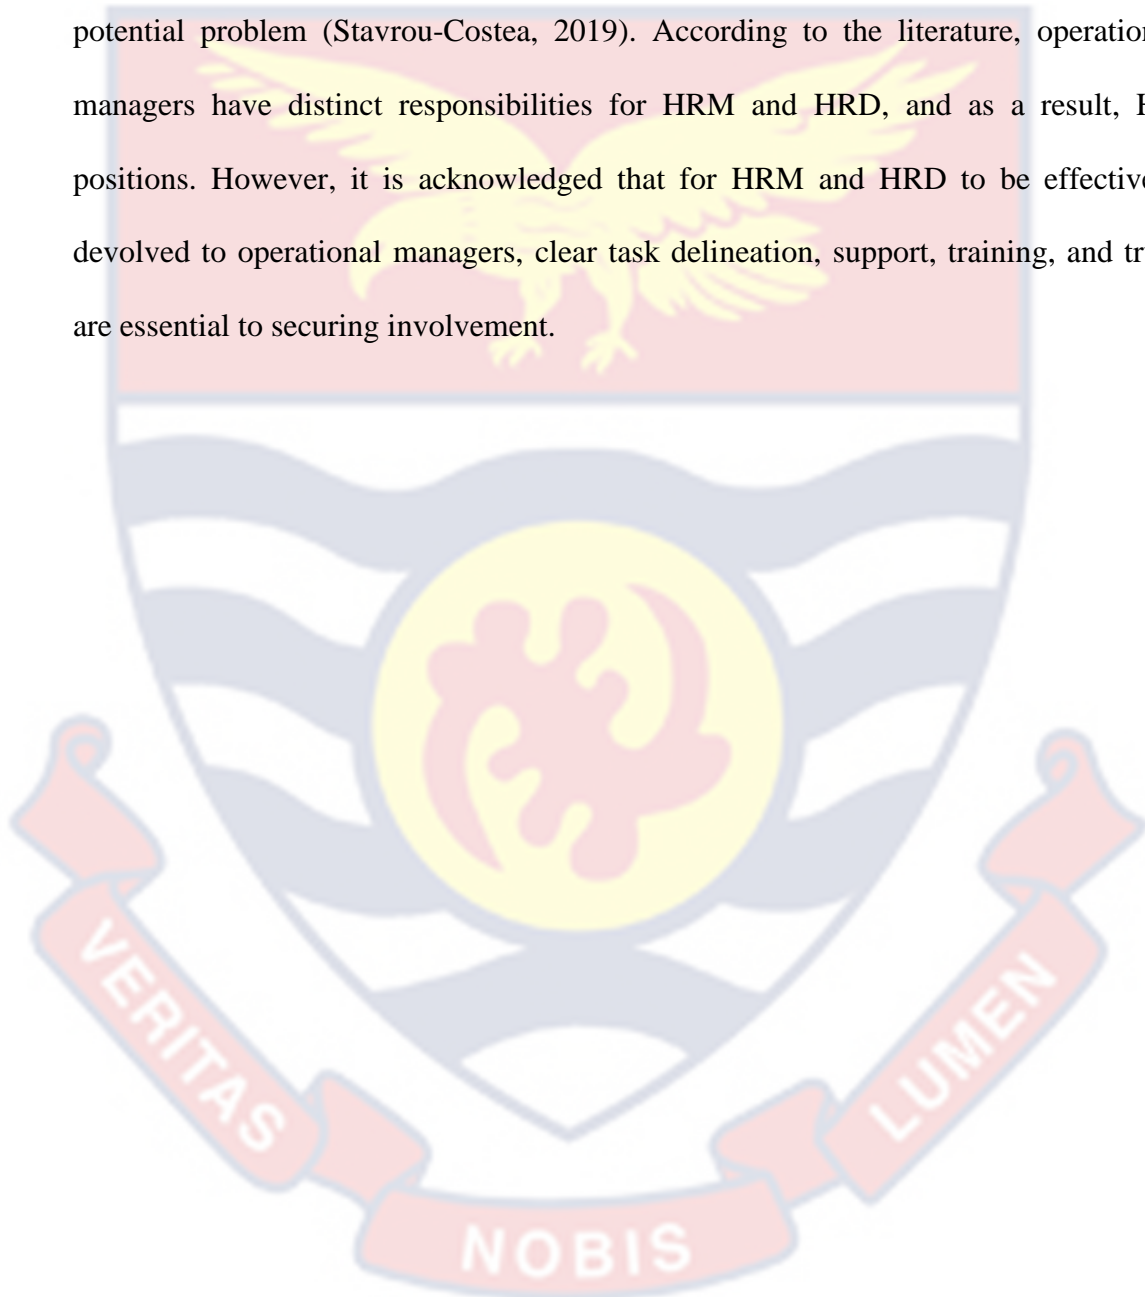 potential problem (Stavrou-Costea, 2019). According to the literature, operation
managers have distinct responsibilities for HRM and HRD, and as a result, H
positions. However, it is acknowledged that for HRM and HRD to be effective
devolved to operational managers, clear task delineation, support, training, and tr
are essential to securing involvement.
VERITAS
NOBIS
LUMEN